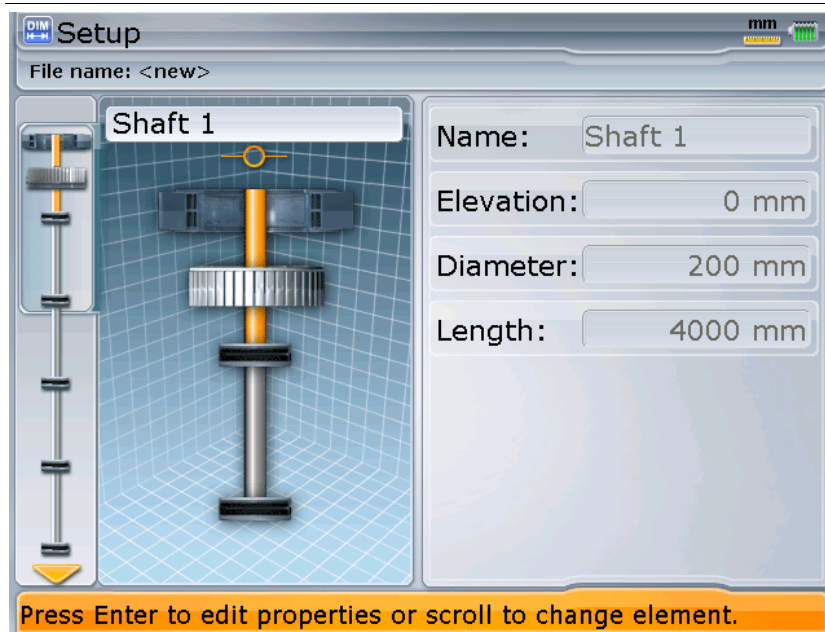 DIM
Setup
mm
File name: <new>
Shaft 1
Name: Shaft 1
Elevation: 0 mm
Diameter: 200 mm
Length: 4000 mm
Press Enter to edit properties or scroll to change element.